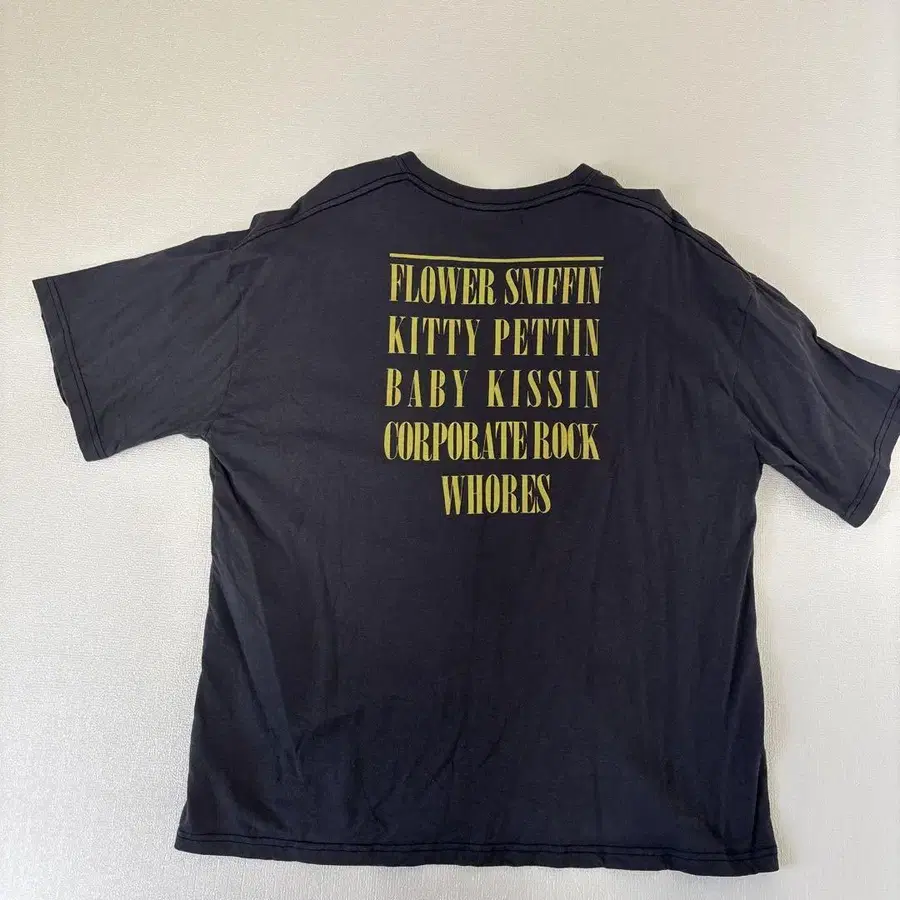 FLOWER SNIFFIN
KITTY PETTIN
BABY KISSIN
CORPORATE ROCK
WHORES